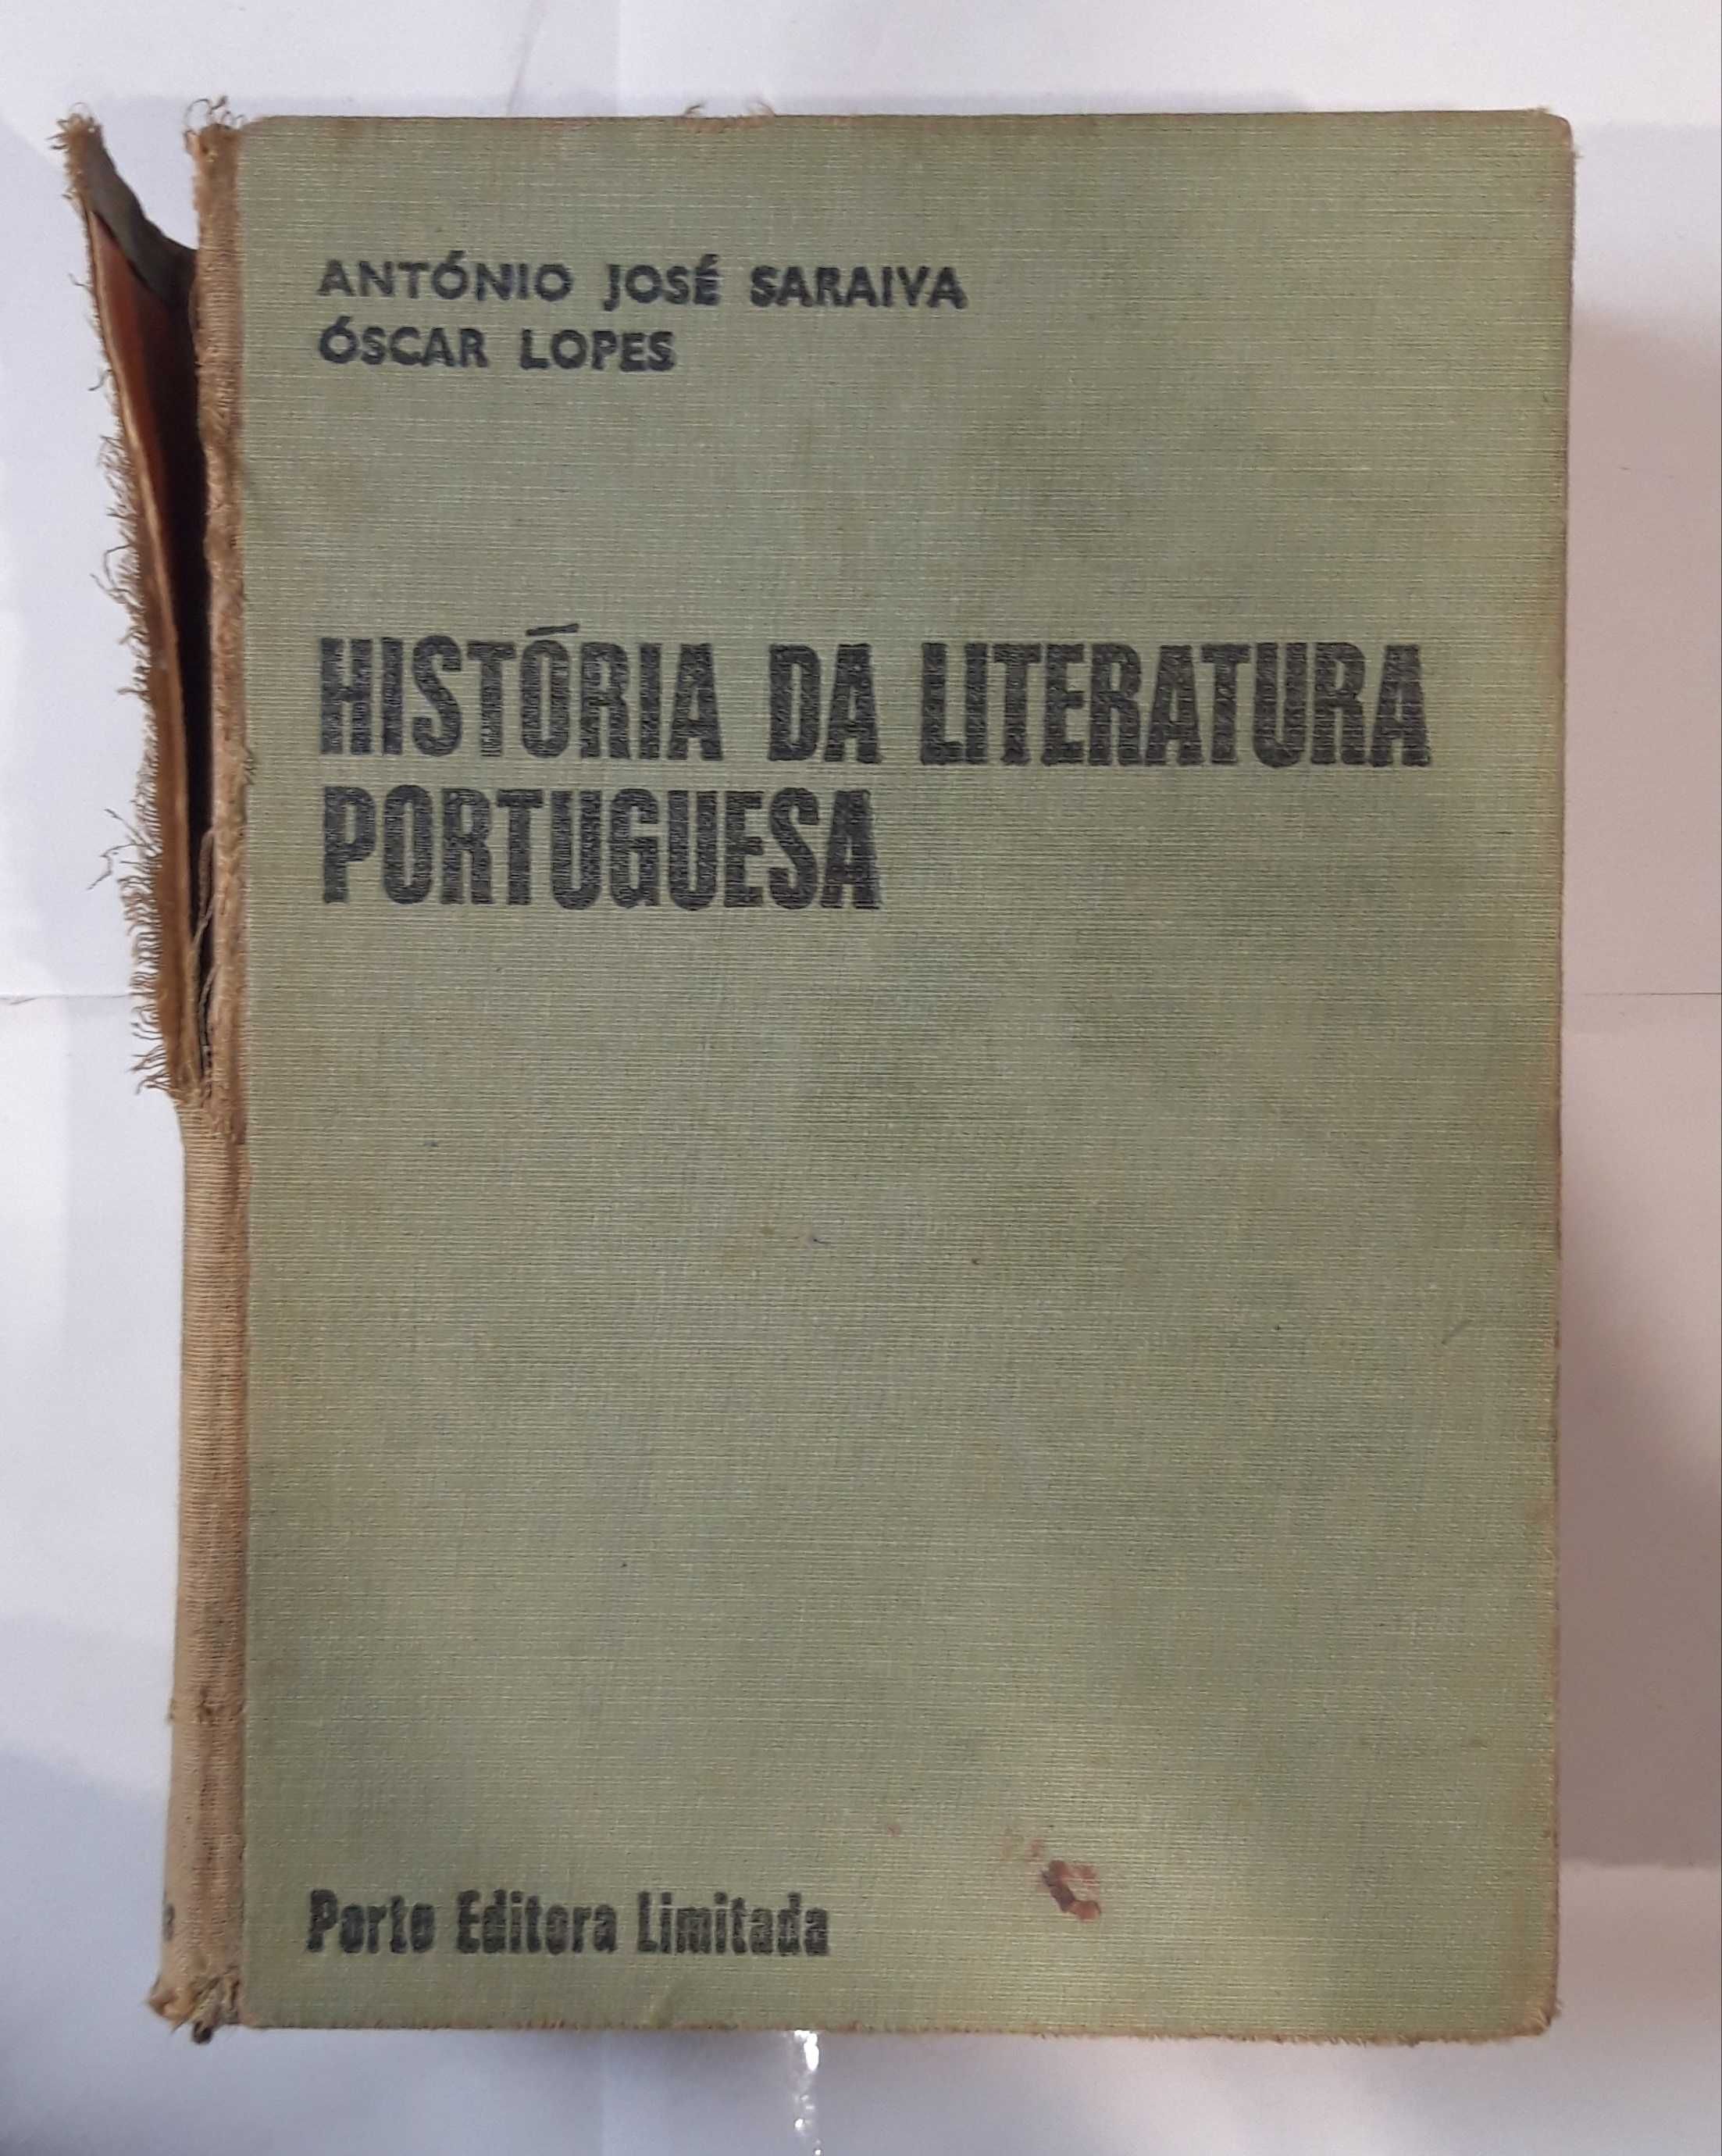 ANTÓNIO JOSÉ SARAIVA
ÓSCAR LOPES
HISTÓRIA DA LITERATURA
PORTUGUESA
Porto Editora Limitada